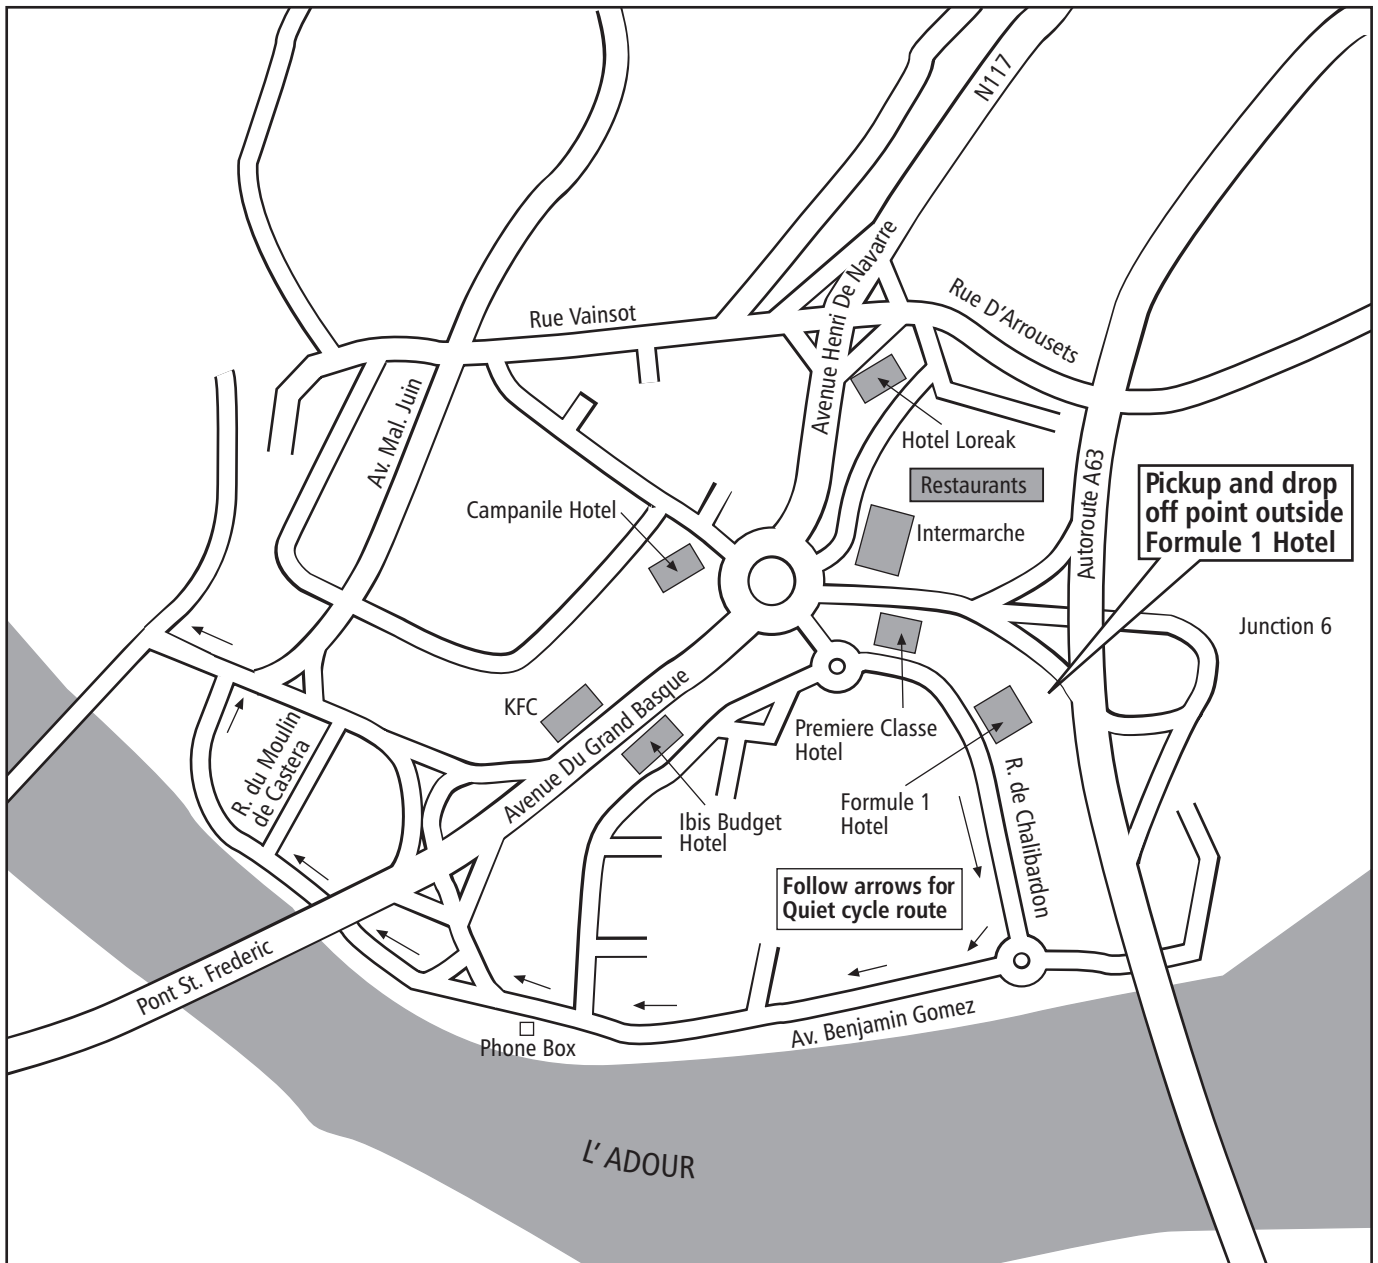 N117
Avenue Henri De Navarre
Rue D'Arrousets
Rue Vainsot
Av. Mal. Juin
Hotel Loreak
Restaurants
Autoroute A63
Pickup and drop
off point outside
Formule 1 Hotel
Campanile Hotel
Intermarche
Junction 6
KFC
Avenue Du Grand Basque
R. du Moulin
de Castera
Premiere Classe
Hotel
Ibis Budget
Hotel
Formule 1
Hotel
R. de Chalibardon
Follow arrows for
Quiet cycle route
Pont St. Frederic
Phone Box
Av. Benjamin Gomez
L' ADOUR